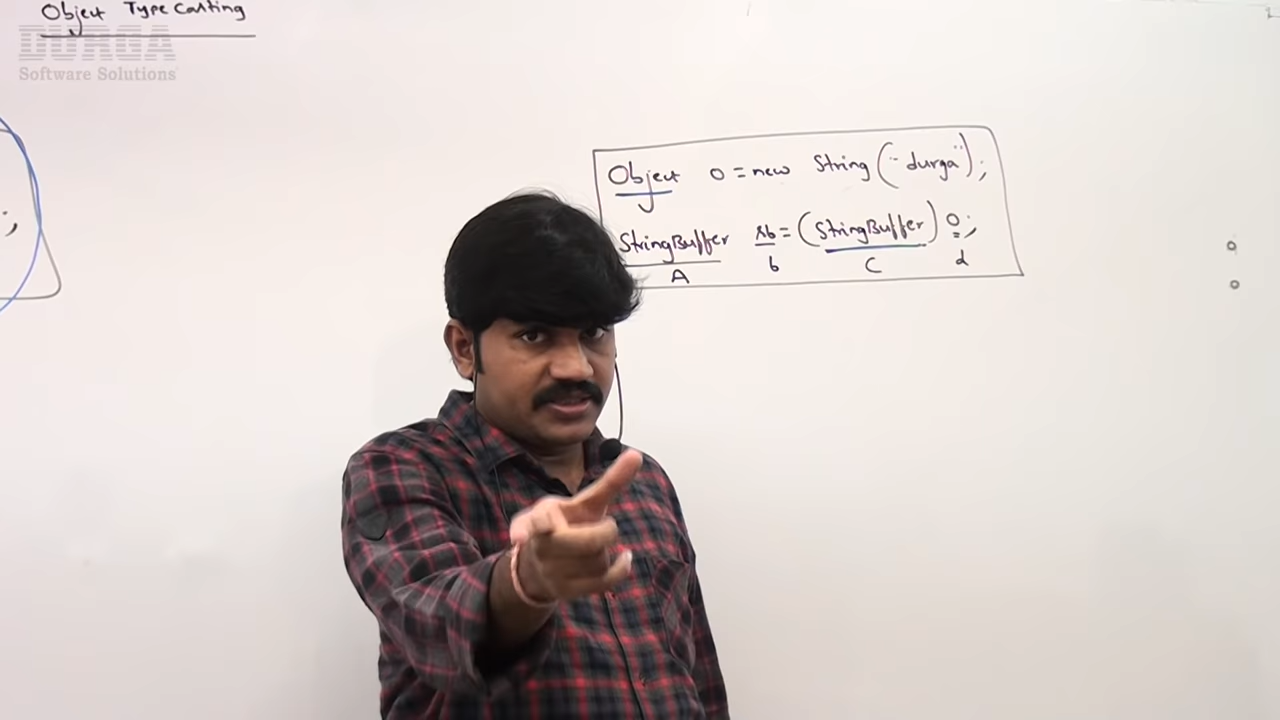 Object Type Casting
DURGA
Software Solutions
Object o = new String("durga");
StringBuffer sb = (StringBuffer) o;
A b C d
;